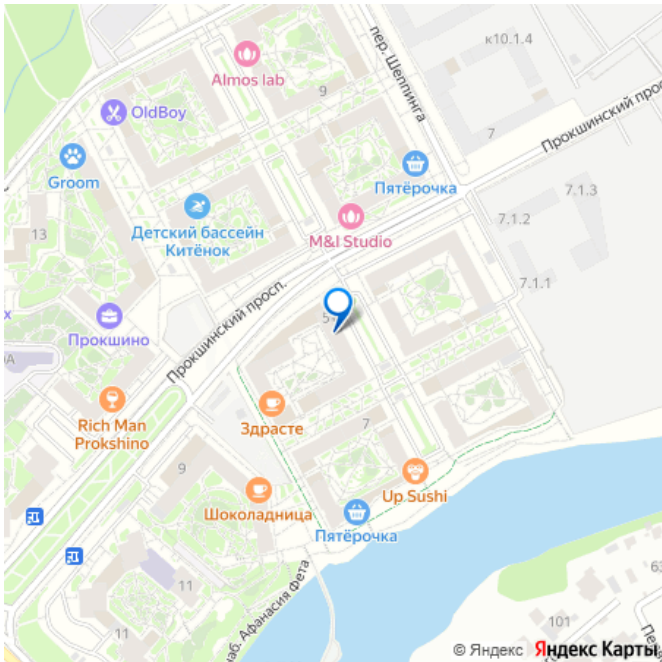 к10.1.4
пер. Шеппинга
Almos lab
9
OldBoy
7
Прокшинский прос
Groom
Пятёрочка
7.1.3
Детский бассейн
Китёнок
7.1.2
13
M&I Studio
7.1.1
Прокшинский просп.
Прокшино
Rich Man
Prokshino
Здрасте
7
9
Up Sushi
Шоколадница
Пятёрочка
11
11
наб. Афанасия Фета
63
101
© Яндекс Яндекс Карты